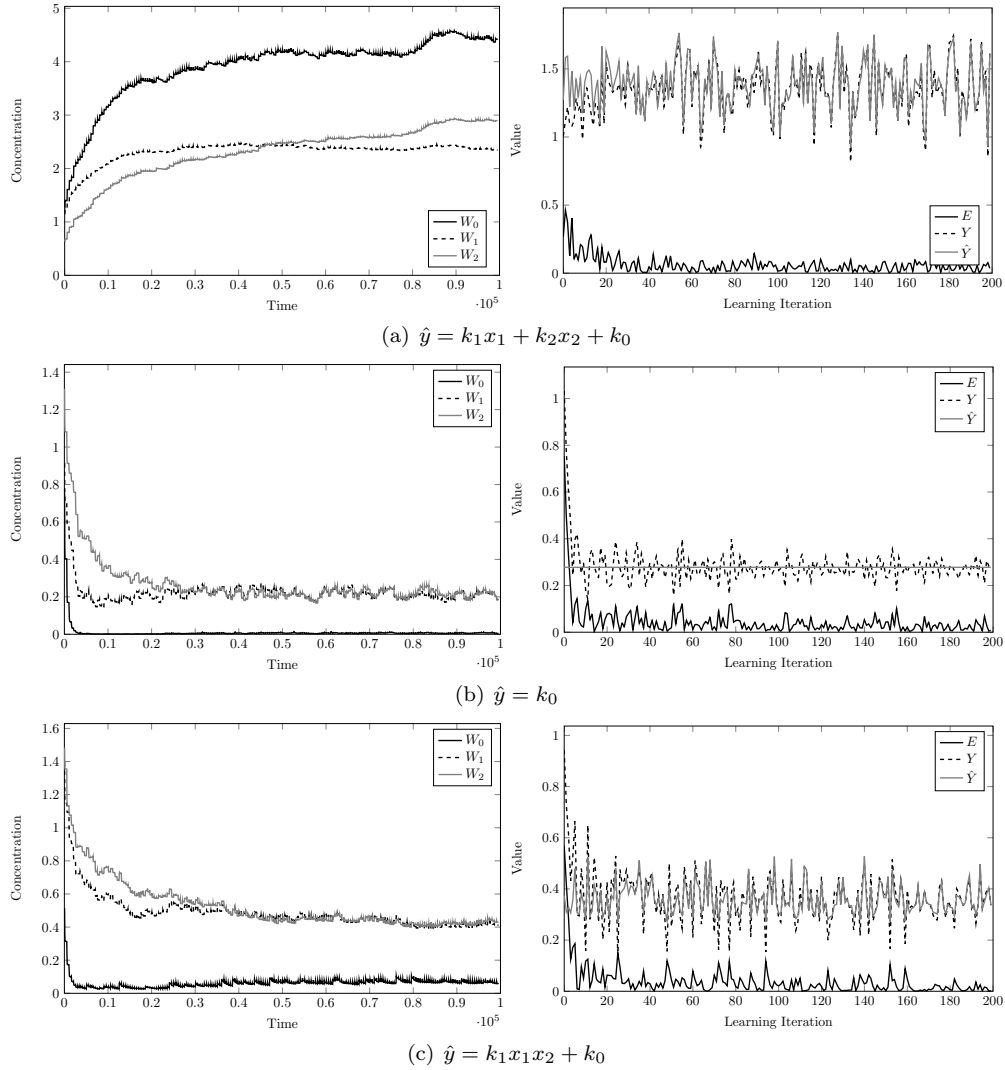 5
4
3
2
1
0
Concentration
0 0.1 0.2 0.3 0.4 0.5 0.6 0.7 0.8 0.9 1
Time
·10⁵
W₀
W₁
W₂
1.5
1
0.5
0
Value
0 20 40 60 80 100 120 140 160 180 200
Learning Iteration
E
Y
Ŷ
(a) ŷ = k₁x₁ + k₂x₂ + k₀
1.4
1.2
1
0.8
0.6
0.4
0.2
0
Concentration
0 0.1 0.2 0.3 0.4 0.5 0.6 0.7 0.8 0.9 1
Time
·10⁵
W₀
W₁
W₂
1
0.8
0.6
0.4
0.2
0
Value
0 20 40 60 80 100 120 140 160 180 200
Learning Iteration
E
Y
Ŷ
(b) ŷ = k₀
1.6
1.4
1.2
1
0.8
0.6
0.4
0.2
0
Concentration
0 0.1 0.2 0.3 0.4 0.5 0.6 0.7 0.8 0.9 1
Time
·10⁵
W₀
W₁
W₂
1
0.8
0.6
0.4
0.2
0
Value
0 20 40 60 80 100 120 140 160 180 200
Learning Iteration
E
Y
Ŷ
(c) ŷ = k₁x₁x₂ + k₀